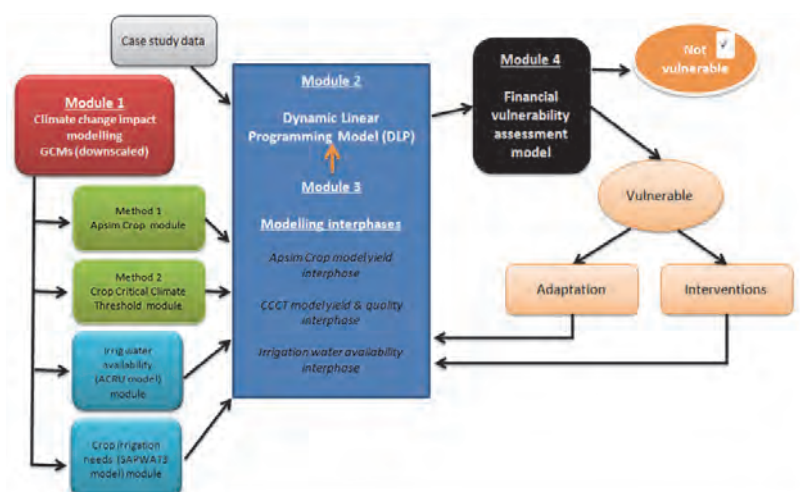 Case study data
Module 1
Climate change impact
modelling
GCMs (downscaled)
Method 1
Apsim Crop module
Method 2
Crop Critical Climate
Threshold module
Irrig water
availability
(ACRU model)
module
Crop irrigation
needs (SAPWAT3
model) module
Module 2
Dynamic Linear
Programming Model (DLP)
Module 3
Modelling interphases
Apsim Crop model yield
interphase
CCCT model yield & quality
interphase
Irrigation water availability
interphase
Module 4
Financial
vulnerability
assessment
model
Not
vulnerable
Vulnerable
Adaptation
Interventions